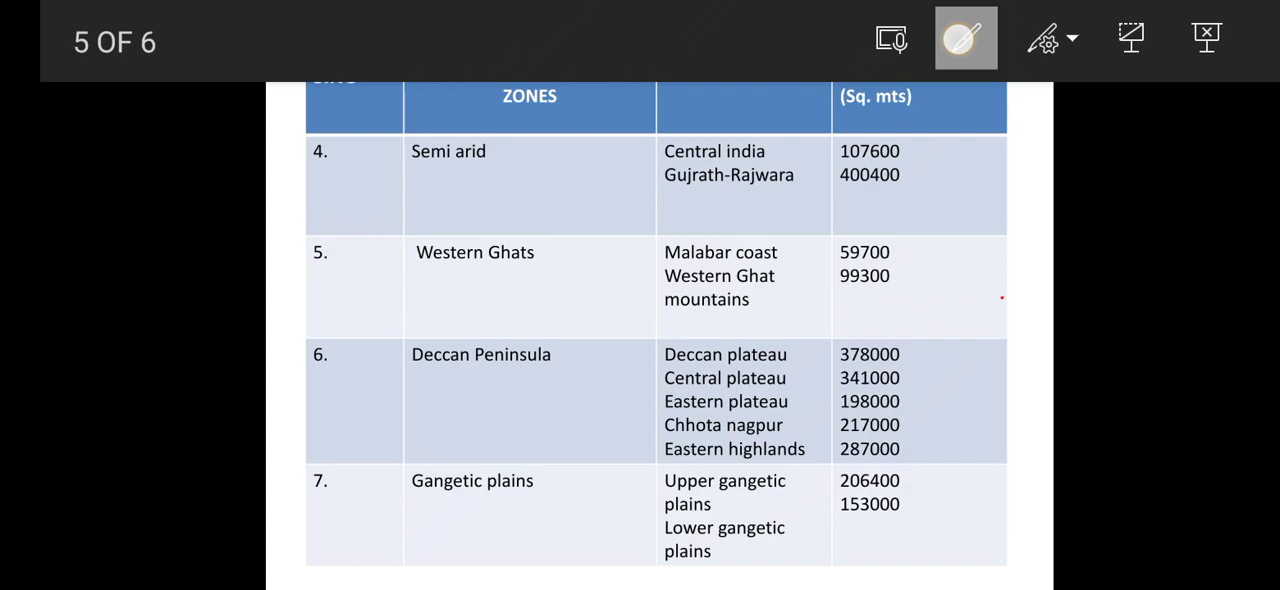 5 OF 6
ZONES
(Sq. mts)
4.
Semi arid
Central india
107600
Gujrath-Rajwara
400400
5.
Western Ghats
Malabar coast
59700
Western Ghat
99300
mountains
6.
Deccan Peninsula
Deccan plateau
378000
Central plateau
341000
Eastern plateau
198000
Chhota nagpur
217000
Eastern highlands
287000
7.
Gangetic plains
Upper gangetic
206400
plains
153000
Lower gangetic
plains